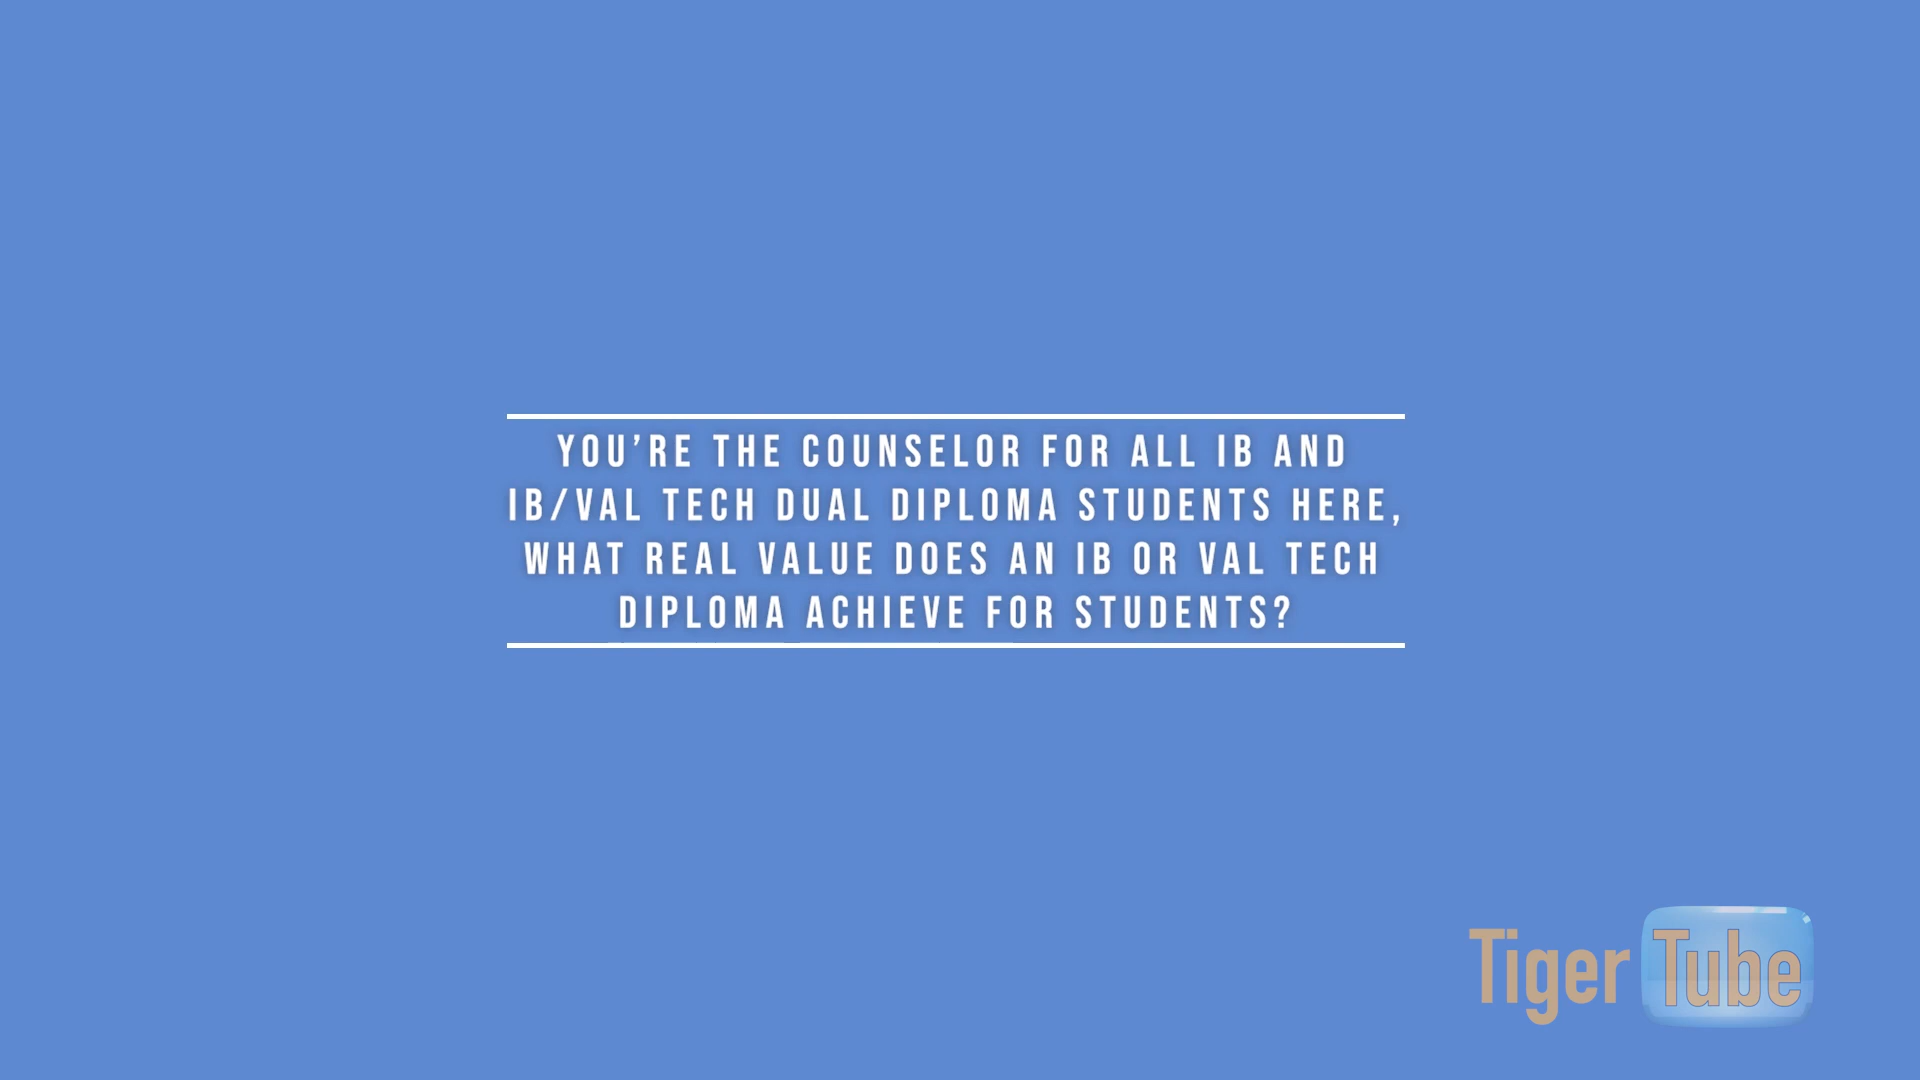 YOU’RE THE COUNSELOR FOR ALL IB AND
IB/VAL TECH DUAL DIPLOMA STUDENTS HERE,
WHAT REAL VALUE DOES AN IB OR VAL TECH
DIPLOMA ACHIEVE FOR STUDENTS?
Tiger Tube